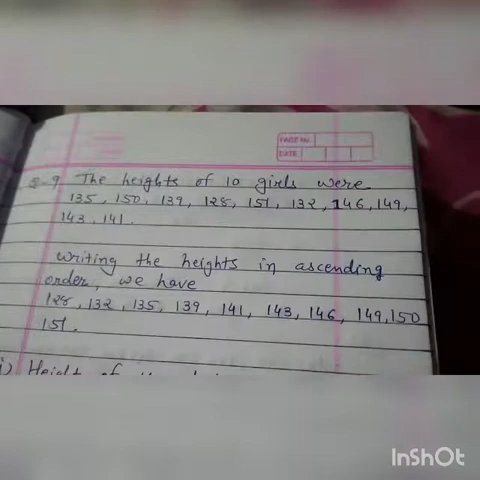 PAGE No.
DATE
Q-9 The heights of 10 girls were
135, 150, 139, 128, 151, 132, 146, 149,
143, 141.
writing the heights in ascending
order, we have
128, 132, 135, 139, 141, 143, 146, 149, 150
151.
i) Height of
InShOt